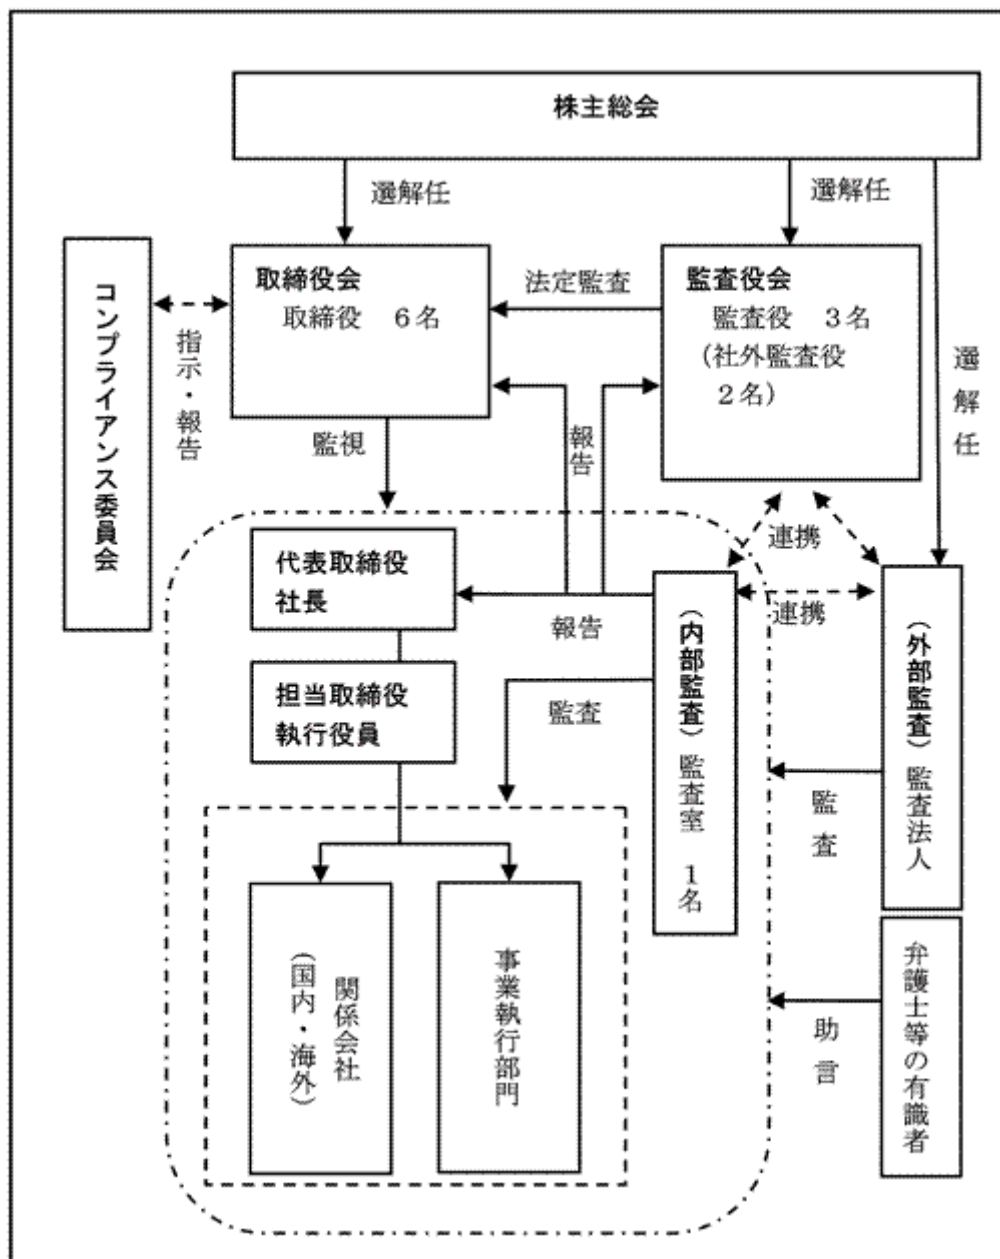 株主総会
選解任
選解任
選解任
コンプライアンス委員会
指示・報告
取締役会
取締役　６名
法定監査
監査役会
監査役　３名
(社外監査役
２名)
監視
報告
連携
連携
代表取締役
社長
報告
担当取締役
執行役員
監査
(内部監査) 監査室　１名
(外部監査) 監査法人
監査
関係会社
(国内・海外)
事業執行部門
弁護士等の有識者
助言